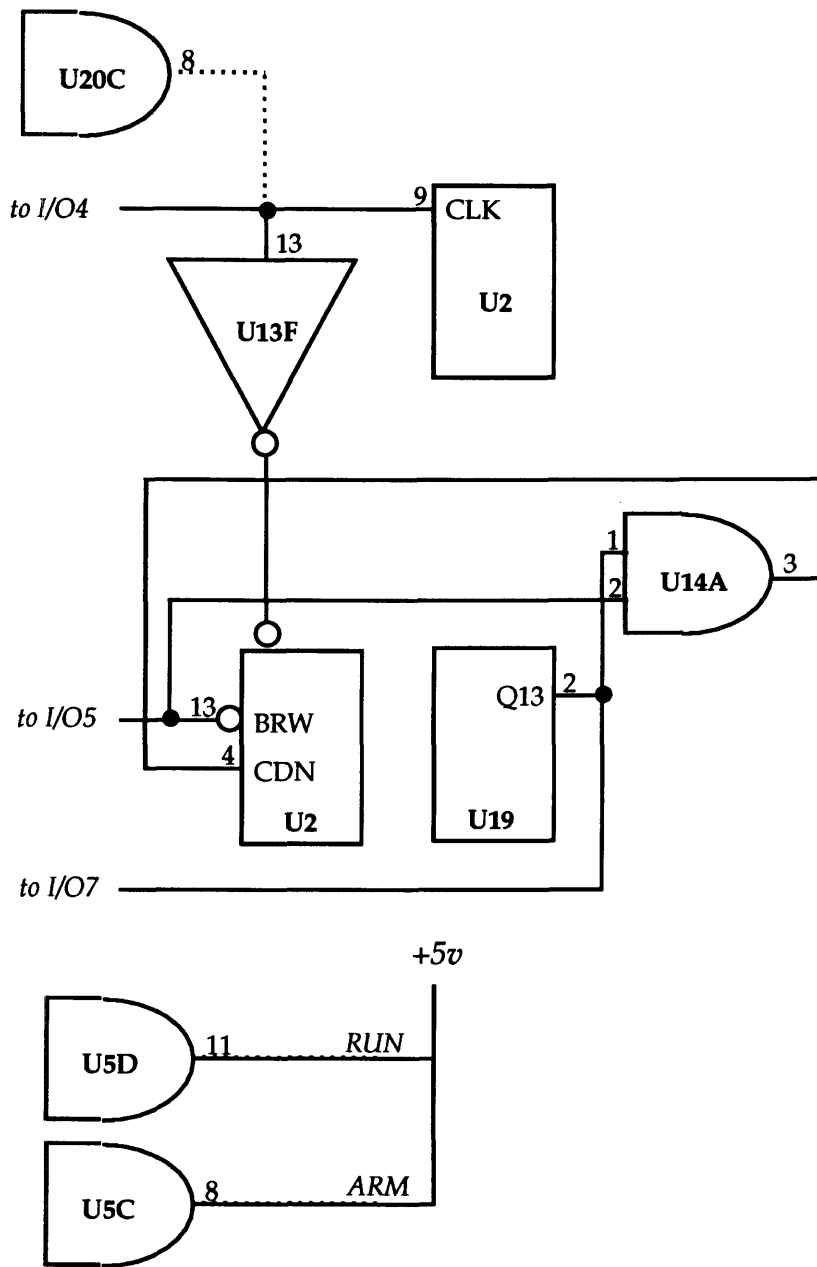 8
U20C
to I/O4
9
CLK
13
U13F
U2
1
U14A
3
2
Q13
2
to I/O5
13
BRW
4
CDN
U2
U19
to I/O7
+5v
U5D
11
RUN
U5C
8
ARM